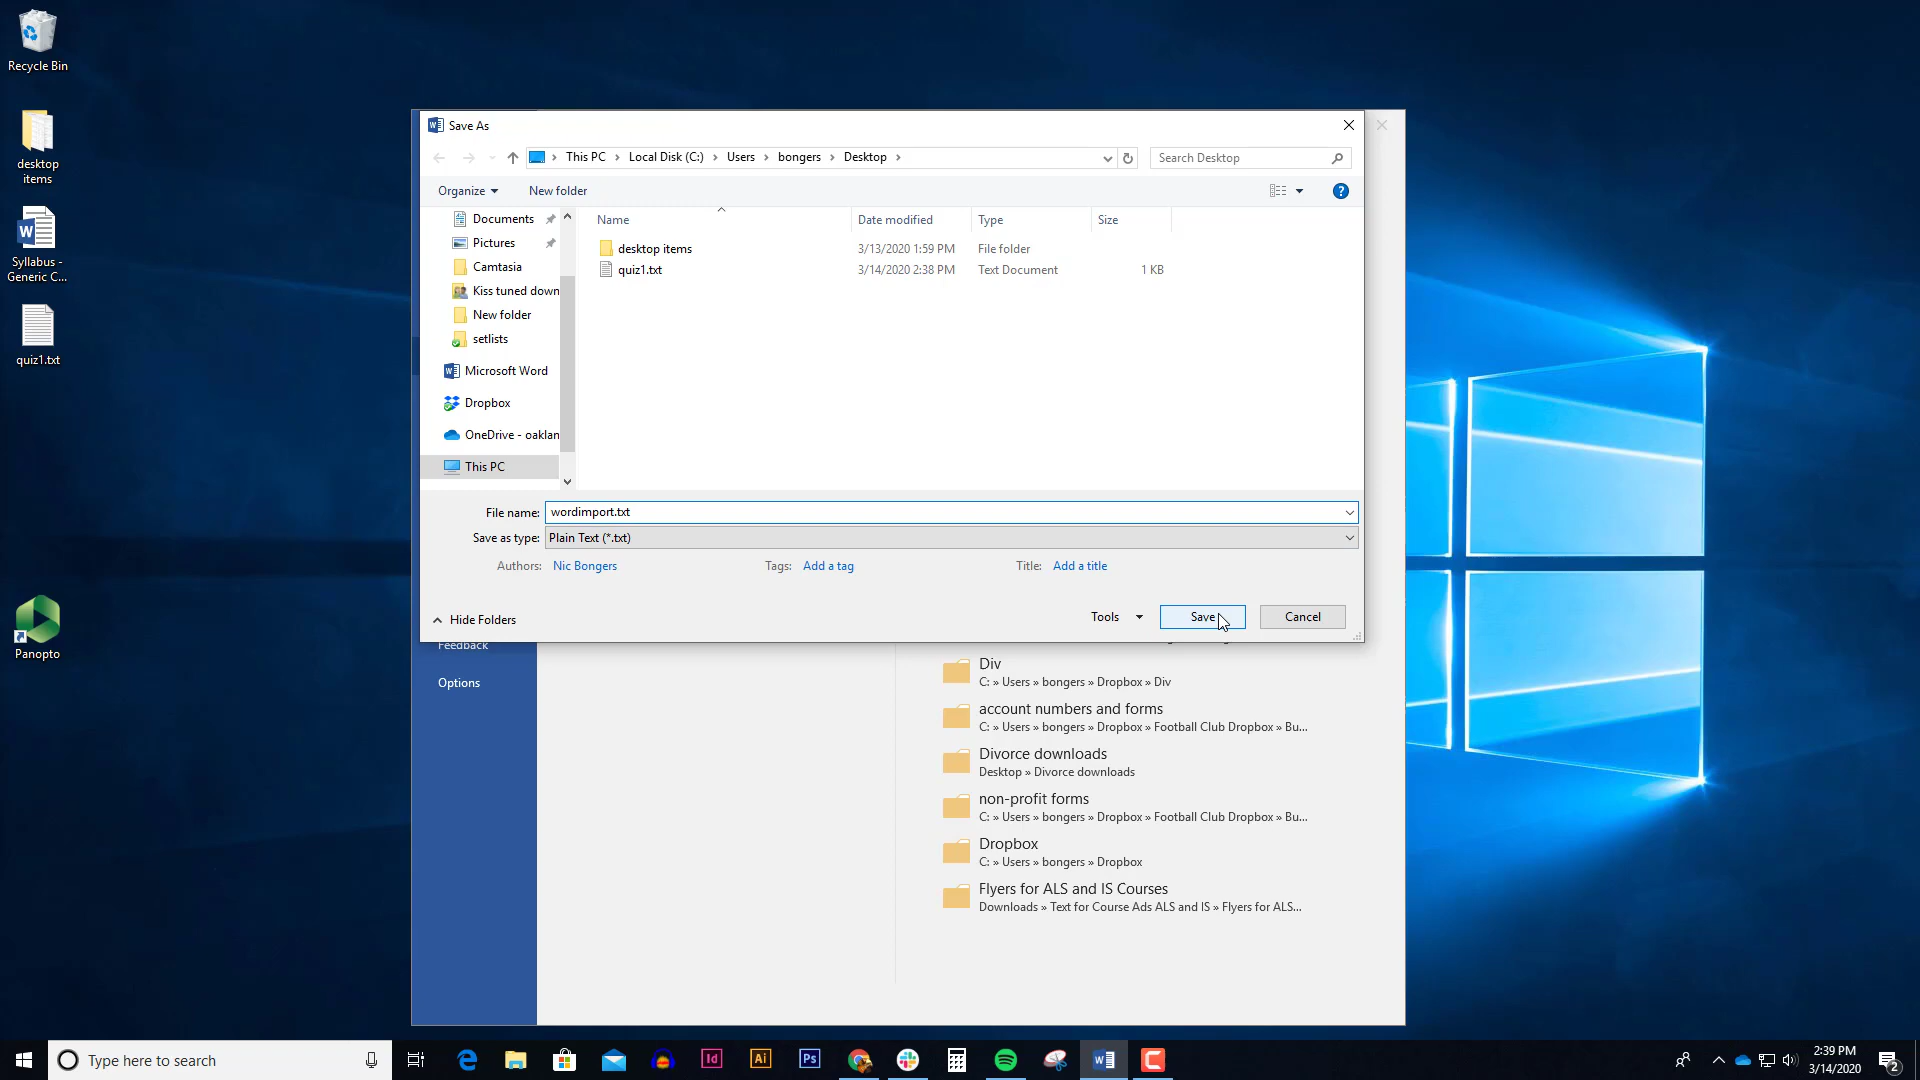 Recycle Bin
desktop
items
Syllabus -
Generic C...
quiz1.txt
Panopto
Save As
This PC
Local Disk (C:)
Users
bongers
Desktop
Search Desktop
Organize
New folder
?
Documents
Pictures
Camtasia
Kiss tuned down
New folder
setlists
Microsoft Word
Dropbox
OneDrive - oaklan
This PC
Name
Date modified
Type
Size
desktop items
3/13/2020 1:59 PM
File folder
quiz1.txt
3/14/2020 2:38 PM
Text Document
1 KB
File name:
wordimport.txt
Save as type:
Plain Text (*.txt)
Authors:
Nic Bongers
Tags:
Add a tag
Title:
Add a title
Hide Folders
Tools
Save
Cancel
Feedback
Options
Div
C: » Users » bongers » Dropbox » Div
account numbers and forms
C: » Users » bongers » Dropbox » Football Club Dropbox » Bu...
Divorce downloads
Desktop » Divorce downloads
non-profit forms
C: » Users » bongers » Dropbox » Football Club Dropbox » Bu...
Dropbox
C: » Users » bongers » Dropbox
Flyers for ALS and IS Courses
Downloads » Text for Course Ads ALS and IS » Flyers for ALS...
Type here to search
Id
Ai
Ps
2:39 PM
3/14/2020
2